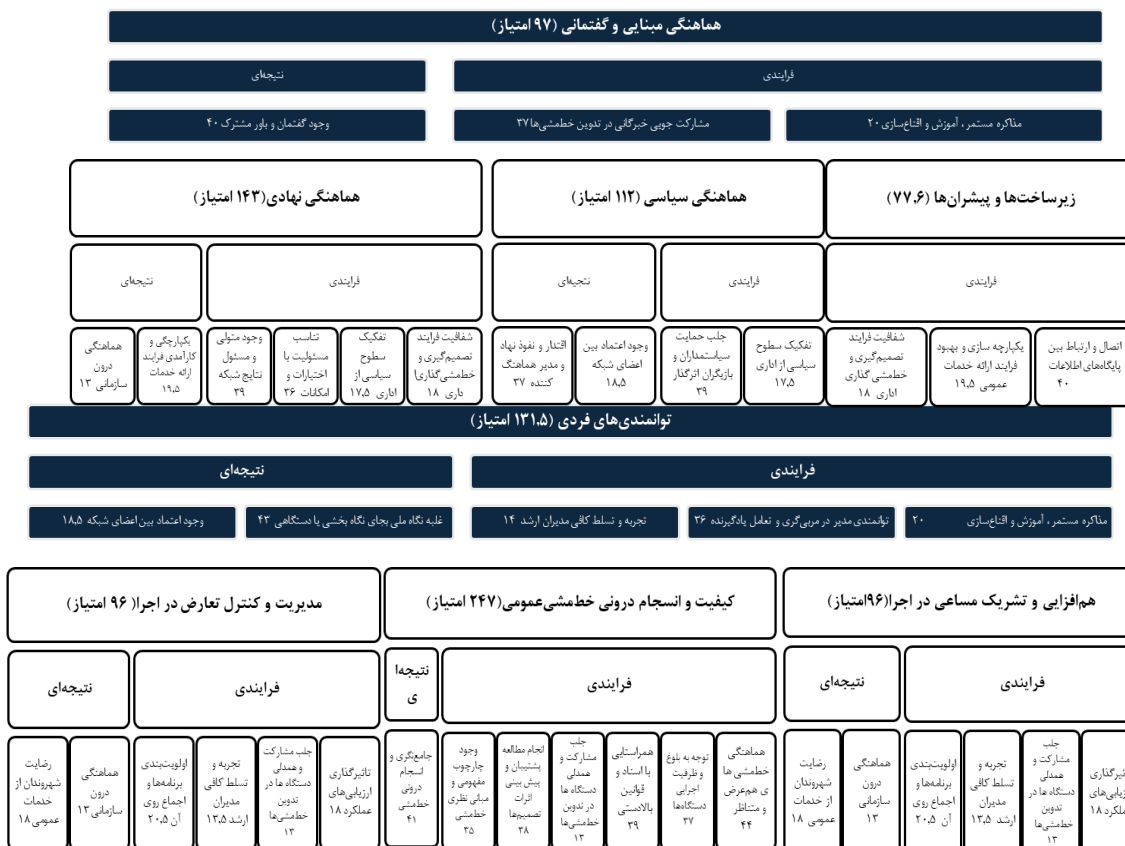 هماهنگی مبنایی و گفتمانی (۹۷ امتیاز)
فرایندی
نتیجه‌ای
مذاکره مستمر ، آموزش و اقناع‌سازی ۲۰
مشارکت جویی خبرگانی در تدوین خط‌مشی‌ها ۳۷
وجود گفتمان و باور مشترک ۴۰
زیرساخت‌ها و پیشران‌ها (۷۷,۶)
هماهنگی سیاسی (۱۱۲ امتیاز)
هماهنگی نهادی(۱۴۳ امتیاز)
فرایندی
فرایندی
نتجیه‌ای
فرایندی
نتیجه‌ای
اتصال و ارتباط بین
پایگاه‌های اطلاعات
۴۰
یکپارچه سازی و بهبود
فرایند ارائه خدمات
عمومی ۱۹,۵
شفافیت فرایند
تصمیم‌گیری و
خطمشی گذاری
اداری ۱۸
تفکیک سطوح
سیاسی از اداری
۱۷,۵
جلب حمایت
سیاستمداران و
بازیگران اثرگذار
۳۹
وجود اعتماد بین
اعضای شبکه
۱۸,۵
اقتدار و نفوذ نهاد
و مدیر هماهنگ
کننده ۳۷
شفافیت فرایند
تصمیم‌گیری و
خطمشی‌گذاری!
داری ۱۸
تفکیک
سطوح
سیاسی از
اداری ۱۷,۵
تناسب
مسئولیت با
اختیارات و
امکانات ۳۶
وجود متولی
و مسئول
نتایج شبکه
۳۹
یکپارچگی و
کارآمدی فرایند
ارائه خدمات
۱۹,۵
هماهنگی
درون
سازمانی ۱۳
توانمندی‌های فردی (۱۳۱,۵ امتیاز)
فرایندی
نتیجه‌ای
مذاکره مستمر ، آموزش و اقناع‌سازی ۲۰
توانمندی مدیر در مربی‌گری و تعامل یادگیرنده ۳۶
تجربه و تسلط کافی مدیران ارشد ۱۴
غلبه نگاه ملی بجای نگاه بخشی یا دستگاهی ۴۳
وجود اعتماد بین اعضای شبکه ۱۸,۵
هم‌افزایی و تشریک مساعی در اجرا(۹۶امتیاز)
کیفیت و انسجام درونی خط‌مشی‌عمومی(۲۴۷ امتیاز)
مدیریت و کنترل تعارض در اجرا( ۹۶ امتیاز)
فرایندی
نتیجه‌ای
فرایندی
نتیجه‌ا
ی
فرایندی
نتیجه‌ای
جلب
مشارکت و
همدلی
دستگاه ها در
تدوین
خطمشی‌ها
۱۳
تجربه و
تسلط کافی
مدیران
ارشد ۱۳,۵
اولویت‌بندی
برنامه‌ها و
اجماع روی
آن ۲۰,۵
هماهنگی
درون
سازمانی
۱۳
رضایت
شهروندان از
خدمات
عمومی ۱۸
هماهنگی
خطمشی ها
ی هم‌عرض
و متناظر
۴۴
توجه به بلوغ
و ظرفیت
اجرایی
دستگاه‌ها
۳۷
همراستایی
با اسناد و
قوانین
بالادستی
۳۹
جلب
مشارکت و
همدلی
دستگاه ها
در تدوین
خطمشی‌ها
۱۳
انجام مطالعه
پشتیبان و
پیش بینی
اثرات
تصمیم‌ها
۳۸
وجود
چارچوب
مفهومی و
مبانی نظری
خطمشی
۳۵
جامع‌نگری و
انسجام
درونی
خطمشی
۴۱
تاثیرگذاری
ارزیابی‌های
عملکرد ۱۸
جلب مشارکت
و همدلی
دستگاه ها در
تدوین
خطمشی‌ها
۱۳
تجربه و
تسلط کافی
مدیران
ارشد ۱۳,۵
اولویت‌بندی
برنامه‌ها و
اجماع روی
آن ۲۰,۵
هماهنگی
درون
سازمانی ۱۳
رضایت
شهروندان از
خدمات
عمومی ۱۸